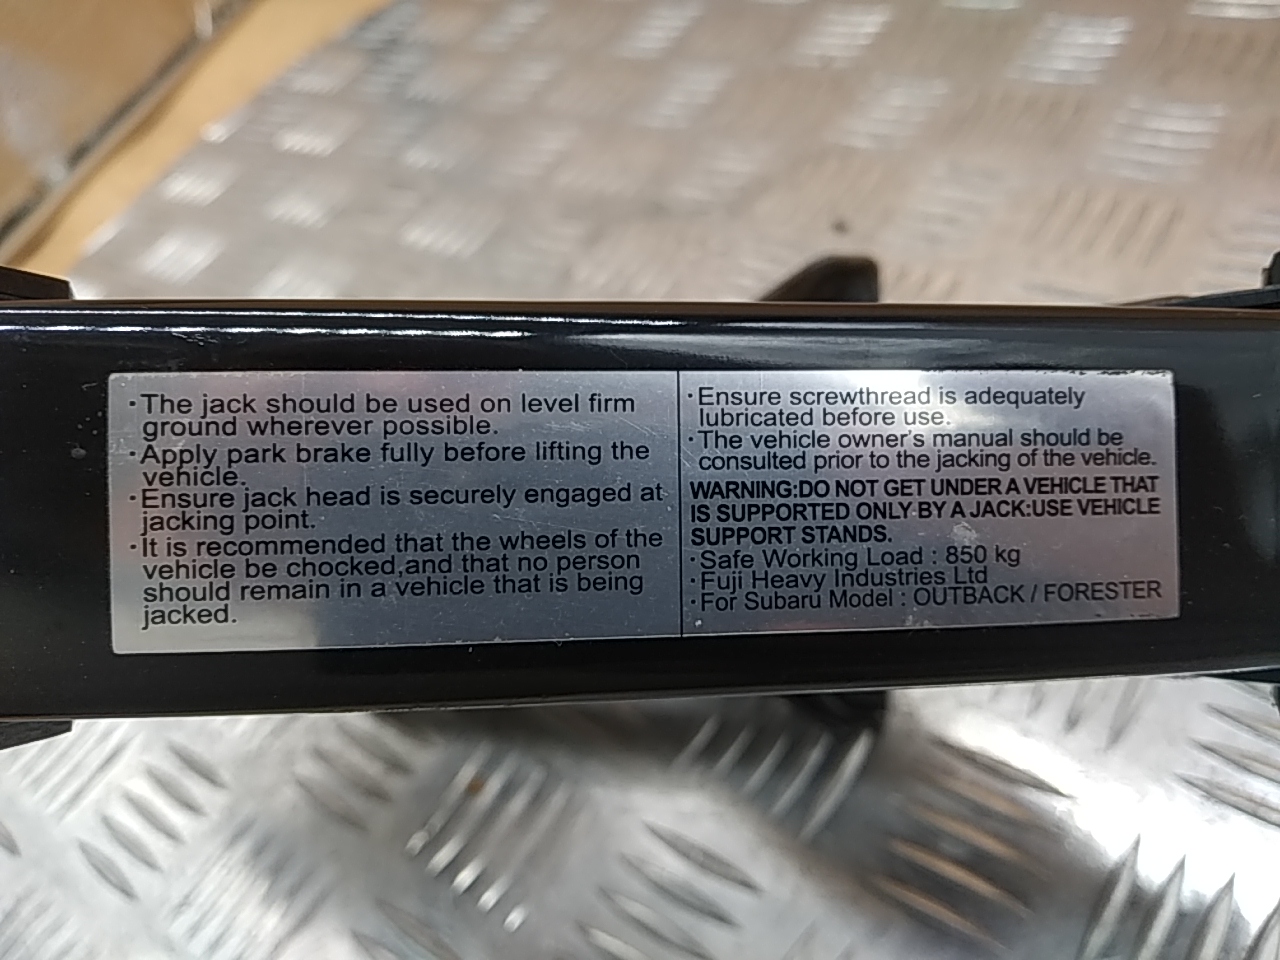 ·The jack should be used on level firm
ground wherever possible.
·Apply park brake fully before lifting the
vehicle.
·Ensure jack head is securely engaged at
jacking point.
·It is recommended that the wheels of the
vehicle be chocked,and that no person
should remain in a vehicle that is being
jacked.
·Ensure screwthread is adequately
lubricated before use.
·The vehicle owner's manual should be
consulted prior to the jacking of the vehicle.
WARNING:DO NOT GET UNDER A VEHICLE THAT
IS SUPPORTED ONLY BY A JACK:USE VEHICLE
SUPPORT STANDS.
·Safe Working Load : 850 kg
·Fuji Heavy Industries Ltd
·For Subaru Model : OUTBACK / FORESTER